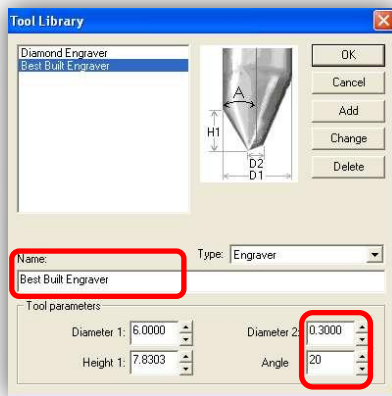 Tool Library
Diamond Engraver
Best Built Engraver
A
H1
D2
D1
OK
Cancel
Add
Change
Delete
Name:
Type: Engraver
Best Built Engraver
Tool parameters
Diameter 1: 6.0000 Diameter 2: 0.3000
Height 1: 7.8303 Angle 20